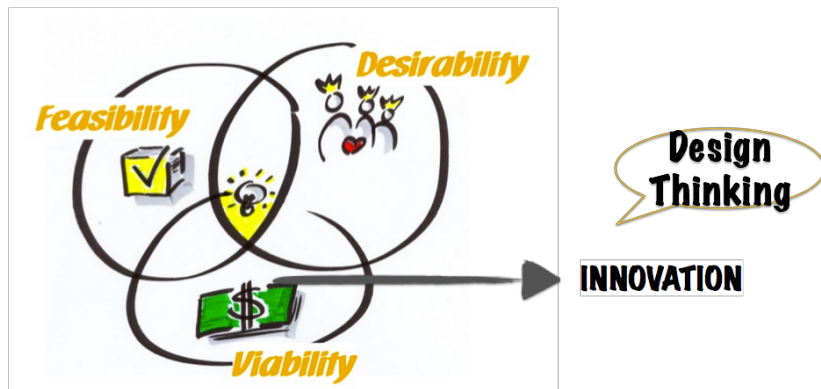 Desirability
Feasibility
Design
Thinking
INNOVATION
$
Viability